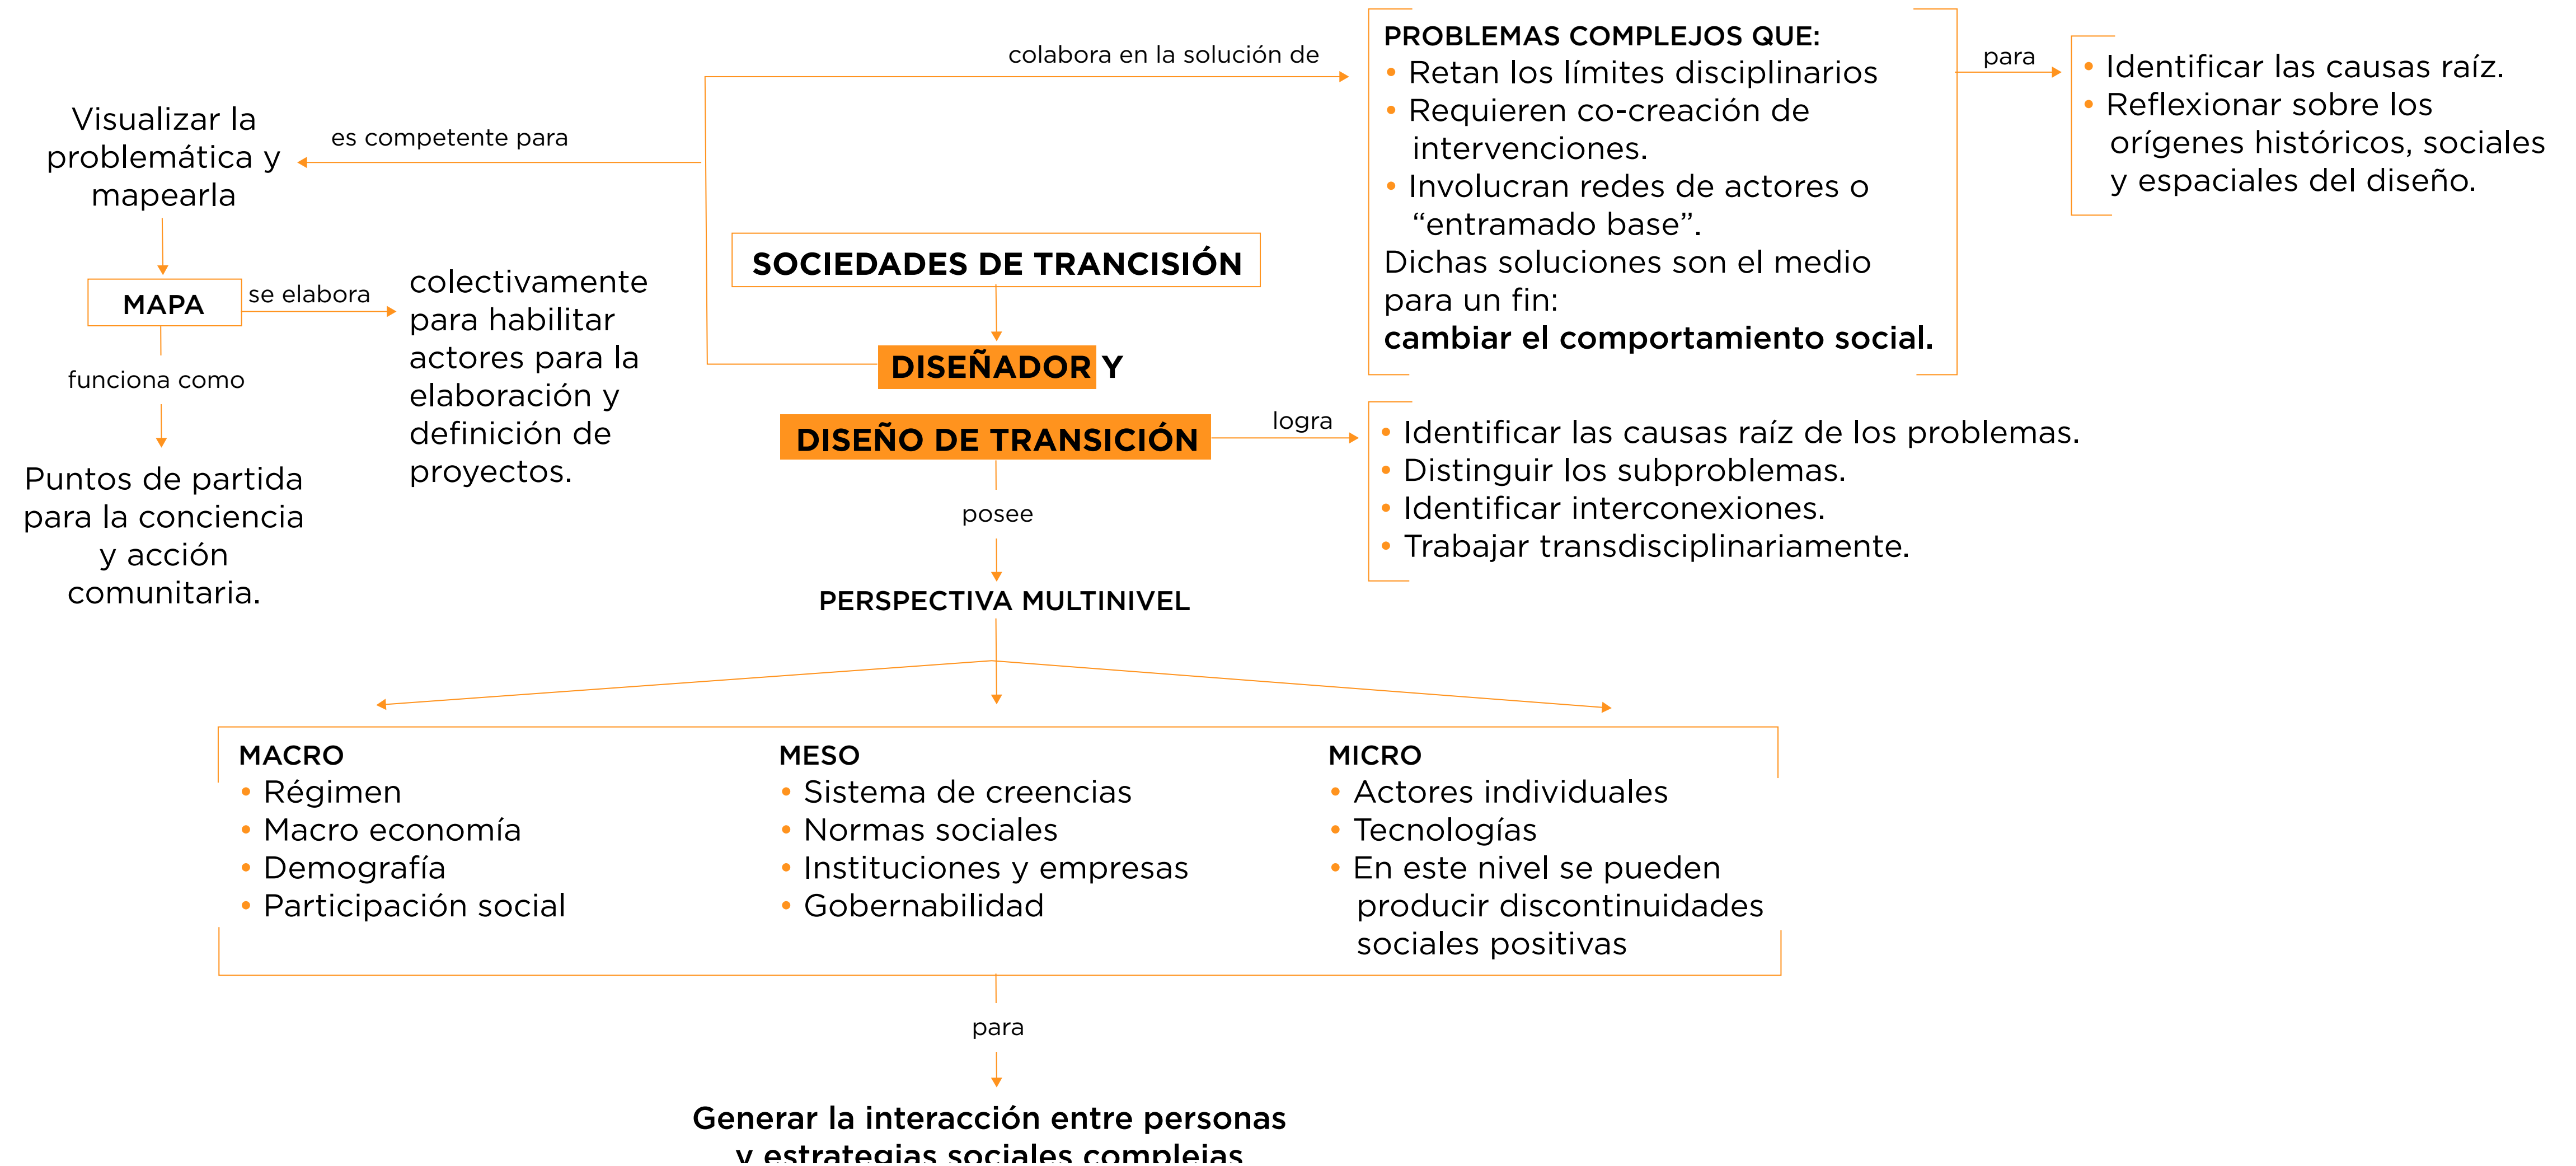 colabora en la solución de
PROBLEMAS COMPLEJOS QUE:
• Retan los límites disciplinarios
• Requieren co-creación de
intervenciones.
• Involucran redes de actores o
“entramado base”.
Dichas soluciones son el medio
para un fin:
cambiar el comportamiento social.
para
• Identificar las causas raíz.
• Reflexionar sobre los
orígenes históricos, sociales
y espaciales del diseño.
es competente para
Visualizar la
problemática y
mapearla
MAPA
se elabora
colectivamente
para habilitar
actores para la
elaboración y
definición de
proyectos.
funciona como
Puntos de partida
para la conciencia
y acción
comunitaria.
SOCIEDADES DE TRANCISIÓN
DISEÑADOR Y
DISEÑO DE TRANSICIÓN
logra
• Identificar las causas raíz de los problemas.
• Distinguir los subproblemas.
• Identificar interconexiones.
• Trabajar transdisciplinariamente.
posee
PERSPECTIVA MULTINIVEL
MACRO
• Régimen
• Macro economía
• Demografía
• Participación social
MESO
• Sistema de creencias
• Normas sociales
• Instituciones y empresas
• Gobernabilidad
MICRO
• Actores individuales
• Tecnologías
• En este nivel se pueden
producir discontinuidades
sociales positivas
para
Generar la interacción entre personas
y estrategias sociales complejas